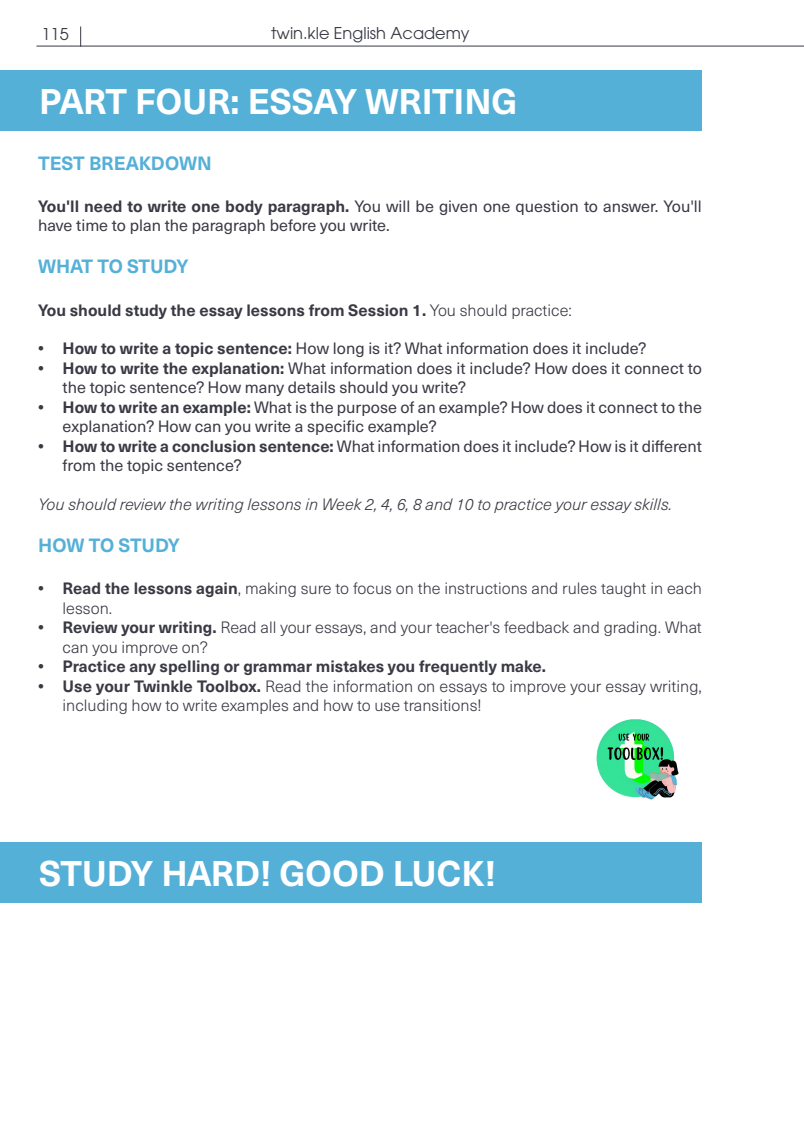 115
twin.kle English Academy
PART FOUR: ESSAY WRITING
TEST BREAKDOWN
You'll need to write one body paragraph. You will be given one question to answer. You'll
have time to plan the paragraph before you write.
WHAT TO STUDY
You should study the essay lessons from Session 1. You should practice:
• How to write a topic sentence: How long is it? What information does it include?
• How to write the explanation: What information does it include? How does it connect to
the topic sentence? How many details should you write?
• How to write an example: What is the purpose of an example? How does it connect to the
explanation? How can you write a specific example?
• How to write a conclusion sentence: What information does it include? How is it different
from the topic sentence?
You should review the writing lessons in Week 2, 4, 6, 8 and 10 to practice your essay skills.
HOW TO STUDY
• Read the lessons again, making sure to focus on the instructions and rules taught in each
lesson.
• Review your writing. Read all your essays, and your teacher's feedback and grading. What
can you improve on?
• Practice any spelling or grammar mistakes you frequently make.
• Use your Twinkle Toolbox. Read the information on essays to improve your essay writing,
including how to write examples and how to use transitions!
USE YOUR
TOOLBOX!
t
STUDY HARD! GOOD LUCK!